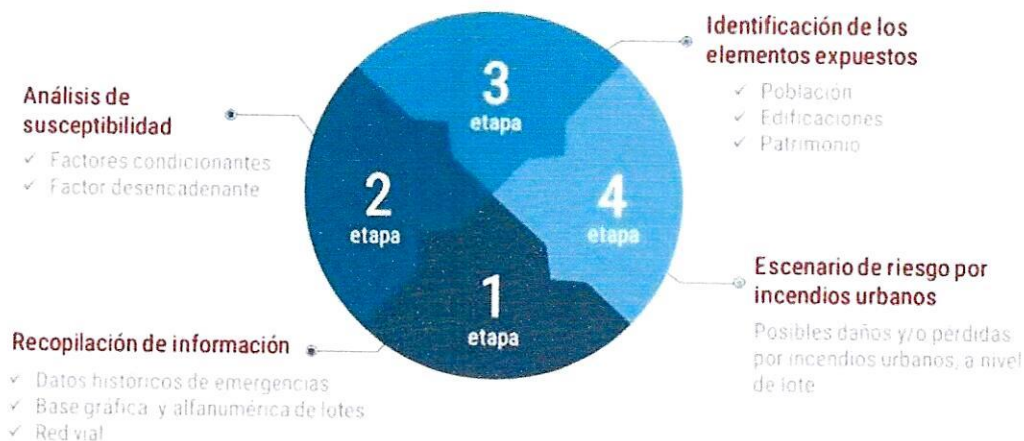 Identificación de los
elementos expuestos
✓ Población
✓ Edificaciones
✓ Patrimonio
3
etapa
Análisis de
susceptibilidad
✓ Factores condicionantes
✓ Factor desencadenante
2
etapa
4
etapa
1
etapa
Escenario de riesgo por
incendios urbanos
Posibles daños y/o pérdidas
por incendios urbanos, a nivel
de lote
Recopilación de información
✓ Datos históricos de emergencias
✓ Base gráfica y alfanumérica de lotes
✓ Red vial